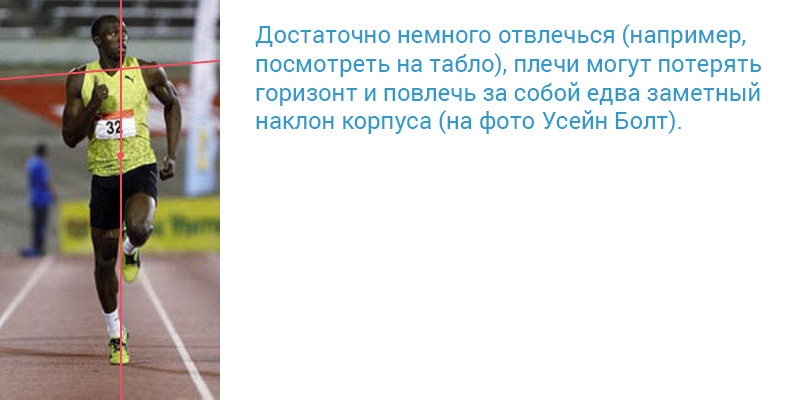 Достаточно немного отвлечься (например,
посмотреть на табло), плечи могут потерять
горизонт и повлечь за собой едва заметный
наклон корпуса (на фото Усейн Болт).
32